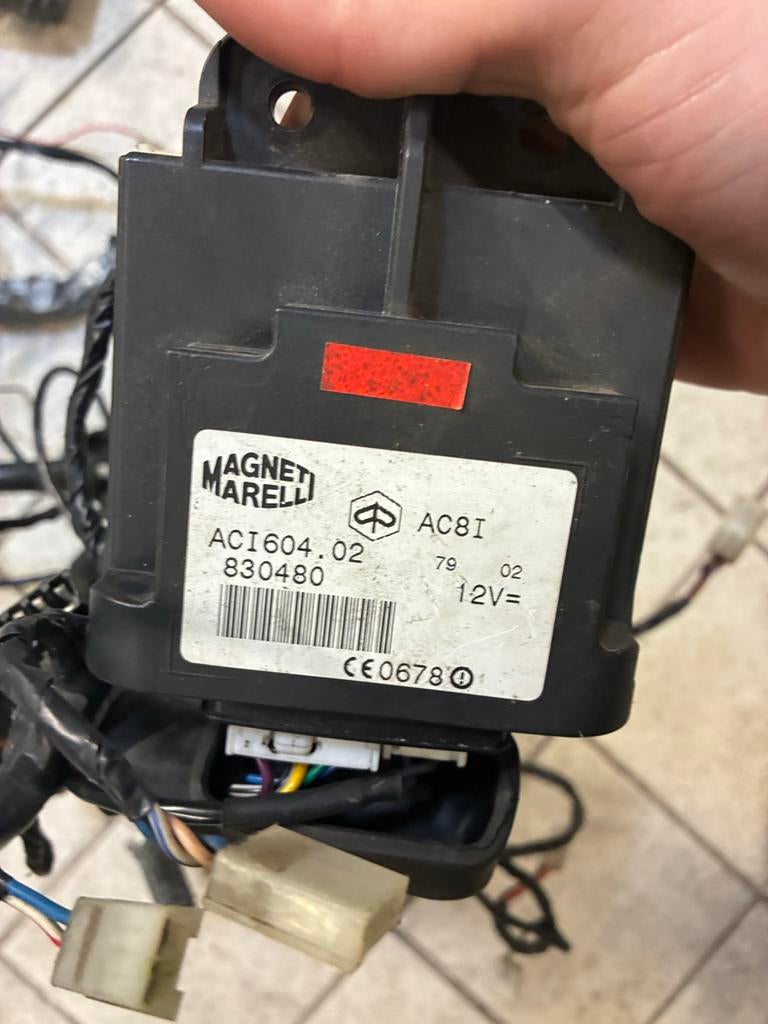 MAGNETI
MARELLI
AC8I
ACI604.02
79 02
830480
12V=
CE0678